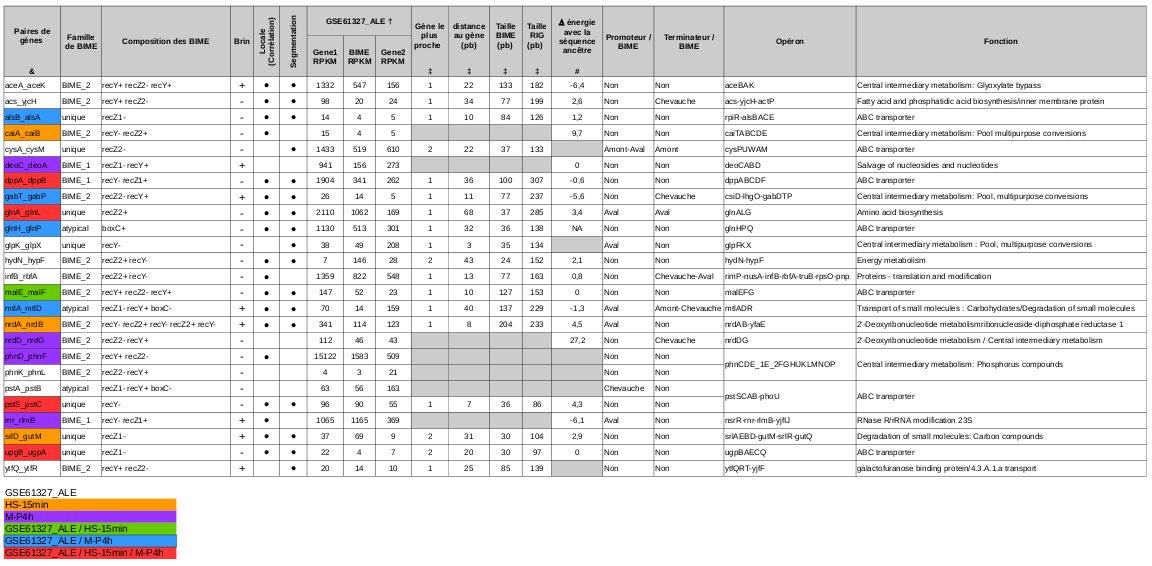 Paires de gènes & | Famille de BIME | Composition des BIME | Brin | Locale (Corrélation) | Segmentation | GSE61327_ALE † | Gène le plus proche ‡ | distance au gène (pb) ‡ | Taille BIME (pb) ‡ | Taille RIG (pb) ‡ | Δ énergie avec la séquence ancêtre # | Promoteur / BIME | Terminateur / BIME | Opéron | Fonction
Gene1 RPKM | BIME RPKM | Gene2 RPKM
aceA_aceK | BIME_2 | recY+ recZ2- recY+ | + | ● | ● | 1332 | 547 | 156 | 1 | 22 | 133 | 182 | -6,4 | Non | Non | aceBAK | Central intermediary metabolism: Glyoxylate bypass
acs_yjcH | BIME_2 | recY+ recZ2- | - | ● | ● | 98 | 20 | 24 | 1 | 34 | 77 | 199 | 2,6 | Non | Chevauche | acs-yjcH-actP | Fatty acid and phosphatidic acid biosynthesis/inner membrane protein
alsB_alsA | unique | recZ1- | - | ● | ● | 14 | 4 | 5 | 1 | 10 | 84 | 126 | 1,2 | Non | Non | rpiR-alsBACE | ABC transporter
caiA_caiB | BIME_2 | recY- recZ2+ | - | ● | 15 | 4 | 5 | 9,7 | Non | Non | caiTABCDE | Central intermediary metabolism: Pool multipurpose conversions
cysA_cysM | unique | recZ2- | - | ● | 1433 | 519 | 610 | 2 | 22 | 37 | 133 | Amont-Aval | Amont | cysPUWAM | ABC transporter
deoC_deoA | BIME_1 | recZ1- recY+ | + | 941 | 156 | 273 | 0 | Non | Non | deoCABD | Salvage of nucleosides and nucleotides
dppA_dppB | BIME_1 | recY- recZ1+ | - | ● | ● | 1904 | 341 | 262 | 1 | 36 | 100 | 307 | -0,6 | Non | Non | dppABCDF | ABC transporter
gabT_gabP | BIME_2 | recZ2- recY+ | + | ● | ● | 26 | 14 | 5 | 1 | 11 | 77 | 237 | -5,6 | Non | Chevauche | csiD-lhgO-gabDTP | Central intermediary metabolism: Pool, multipurpose conversions
glnA_glnL | unique | recZ2+ | - | ● | ● | 2110 | 1062 | 169 | 1 | 68 | 37 | 285 | 3,4 | Aval | Aval | glnALG | Amino acid biosynthesis
glnH_glnP | atypical | boxC+ | - | ● | ● | 1130 | 513 | 301 | 1 | 32 | 36 | 138 | NA | Non | Non | glnHPQ | ABC transporter
glpK_glpX | unique | recY- | - | ● | 38 | 49 | 208 | 1 | 3 | 35 | 134 | Aval | Non | glpFKX | Central intermediary metabolism : Pool, multipurpose conversions
hydN_hypF | BIME_2 | recZ2+ recY- | - | ● | ● | 7 | 146 | 28 | 2 | 43 | 24 | 152 | 2,1 | Non | Non | hydN-hypF | Energy metabolism
infB_rbfA | BIME_2 | recZ2+ recY- | - | ● | 1359 | 822 | 548 | 1 | 13 | 77 | 163 | 0,8 | Non | Chevauche-Aval | rimP-nusA-infB-rbfA-truB-rpsO-pnp | Proteins - translation and modification
malE_malF | BIME_2 | recY+ recZ2- recY+ | - | ● | ● | 147 | 52 | 23 | 1 | 10 | 127 | 153 | 0 | Non | Non | malEFG | ABC transporter
mtlA_mtlD | atypical | recZ1- recY+ boxC- | + | ● | ● | 70 | 14 | 159 | 1 | 40 | 137 | 229 | -1,3 | Non | Amont-Chevauche | mtlADR | Transport of small molecules : Carbohydrates/Degradation of small molecules
nrdA_nrdB | BIME_2 | recY- recZ2+ recY- recZ2+ recY- | + | ● | ● | 341 | 114 | 123 | 1 | 8 | 204 | 233 | 4,5 | Aval | Non | nrdAB-yfaE | 2'-Deoxyribonucleotide metabolismribonucleoside-diphosphate reductase 1
nrdD_nrdG | BIME_2 | recZ2- recY+ | - | 112 | 46 | 43 | 27,2 | Non | Chevauche | nrdDG | 2'-Deoxyribonucleotide metabolism / Central intermediary metabolism
phnD_phnF | BIME_2 | recY+ recZ2- | - | ● | 15122 | 1583 | 509 | Non | Non | phnCDE_1E_2FGHIJKLMNOP | Central intermediary metabolism: Phosphorus compounds
phnK_phnL | BIME_2 | recZ2- recY+ | - | 4 | 3 | 21 | Non | Non
pstA_pstB | atypical | recZ1- recY+ boxC- | - | 63 | 56 | 163 | Chevauche | Non | pstSCAB-phoU | ABC transporter
pstS_pstC | unique | recY- | - | ● | ● | 96 | 90 | 55 | 1 | 7 | 36 | 86 | 4,3 | Non | Non
rnr_rlmB | BIME_1 | recY- recZ1+ | + | ● | 1065 | 1165 | 369 | -6,1 | Aval | Non | nsrR-rnr-rlmB-yjfIJ | RNase R/rRNA modification 23S
srlD_gutM | unique | recZ1- | + | ● | ● | 37 | 69 | 9 | 2 | 31 | 30 | 104 | 2,9 | Non | Non | srlAEBD-gutM-srlR-gutQ | Degradation of small molecules: Carbon compounds
ugpB_ugpA | unique | recZ1- | - | ● | ● | 22 | 4 | 7 | 2 | 20 | 30 | 97 | 0 | Non | Non | ugpBAECQ | ABC transporter
ytfQ_ytfR | BIME_2 | recY+ recZ2- | + | ● | 20 | 14 | 10 | 1 | 25 | 85 | 139 | Non | Non | ytfQRT-yjfF | galactofuranose binding protein/4.3.A.1.a transport
GSE61327_ALE
HS-15min
M-P4h
GSE61327_ALE / HS-15min
GSE61327_ALE / M-P4h
GSE61327_ALE / HS-15min / M-P4h